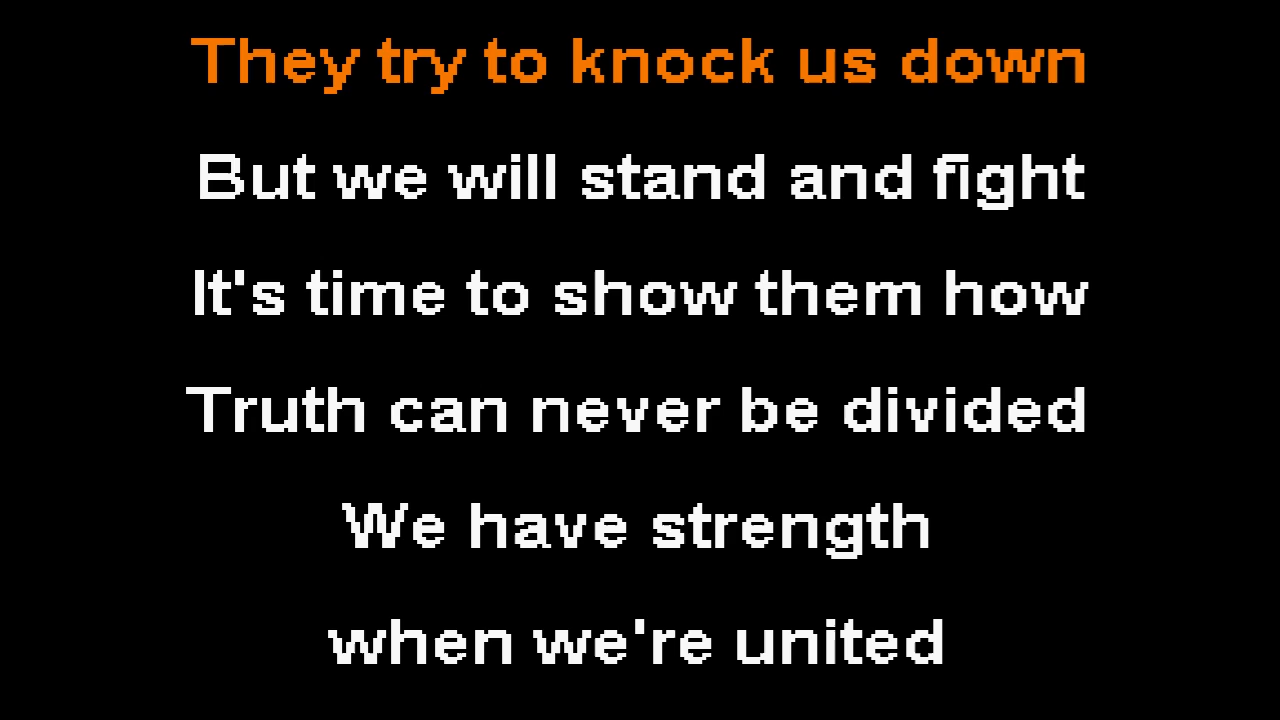 They try to knock us down
But we will stand and fight
It's time to show them how
Truth can never be divided
We have strength
when we're united